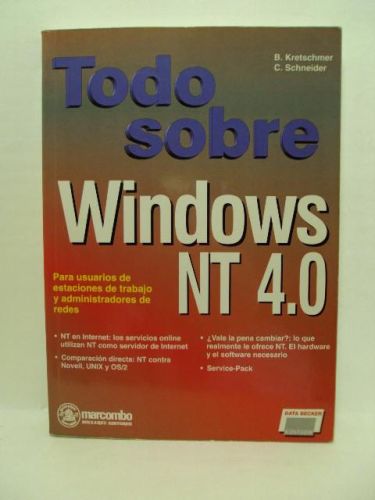 B. Kretschmer
C. Schneider
Todo
sobre
Windows
NT 4.0
Para usuarios de
estaciones de trabajo
y administradores de
redes
• NT en Internet: los servicios online
utilizan NT como servidor de Internet
• Comparación directa: NT contra
Novell, UNIX y OS/2
• ¿Vale la pena cambiar?: lo que
realmente le ofrece NT. El hardware
y el software necesario
• Service-Pack
marcombo
BOIXAREU EDITORES
DATA BECKER